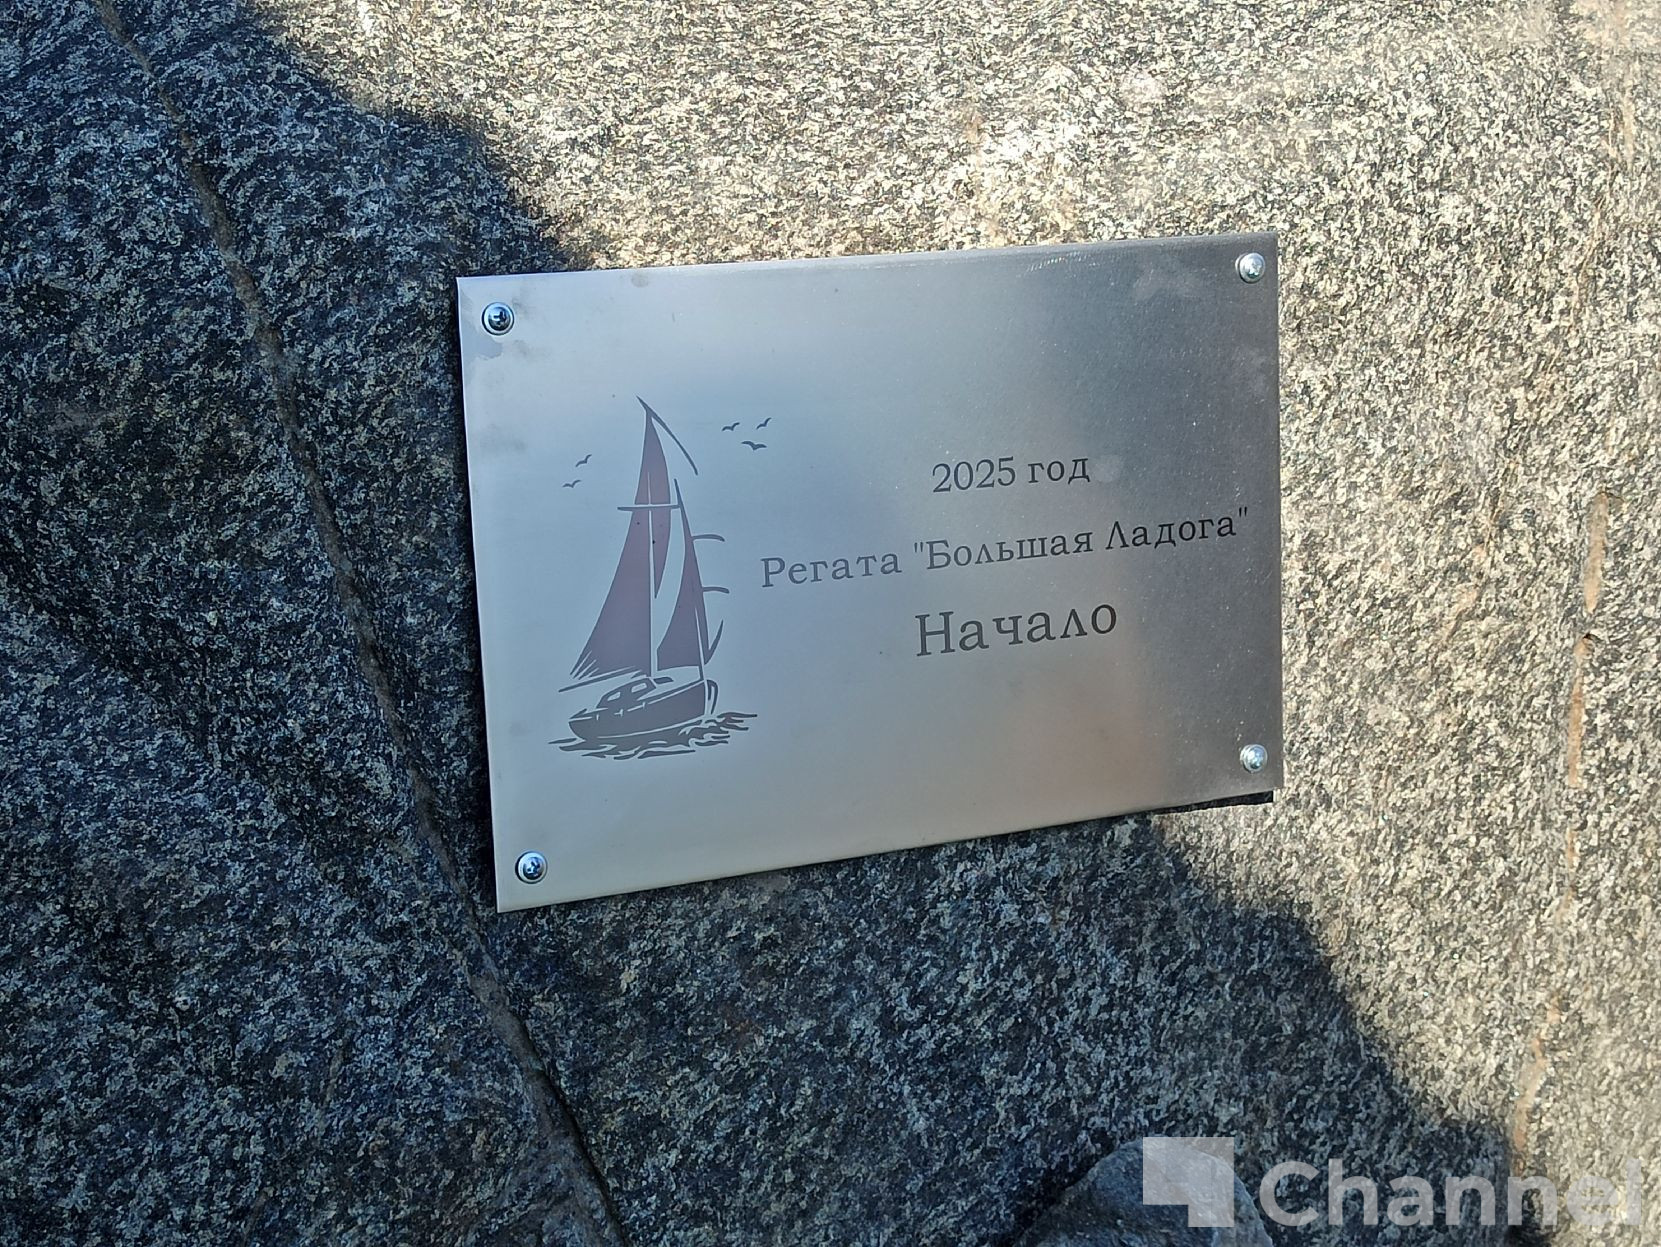 2025 год
Регата "Большая Ладога"
Начало
Channel